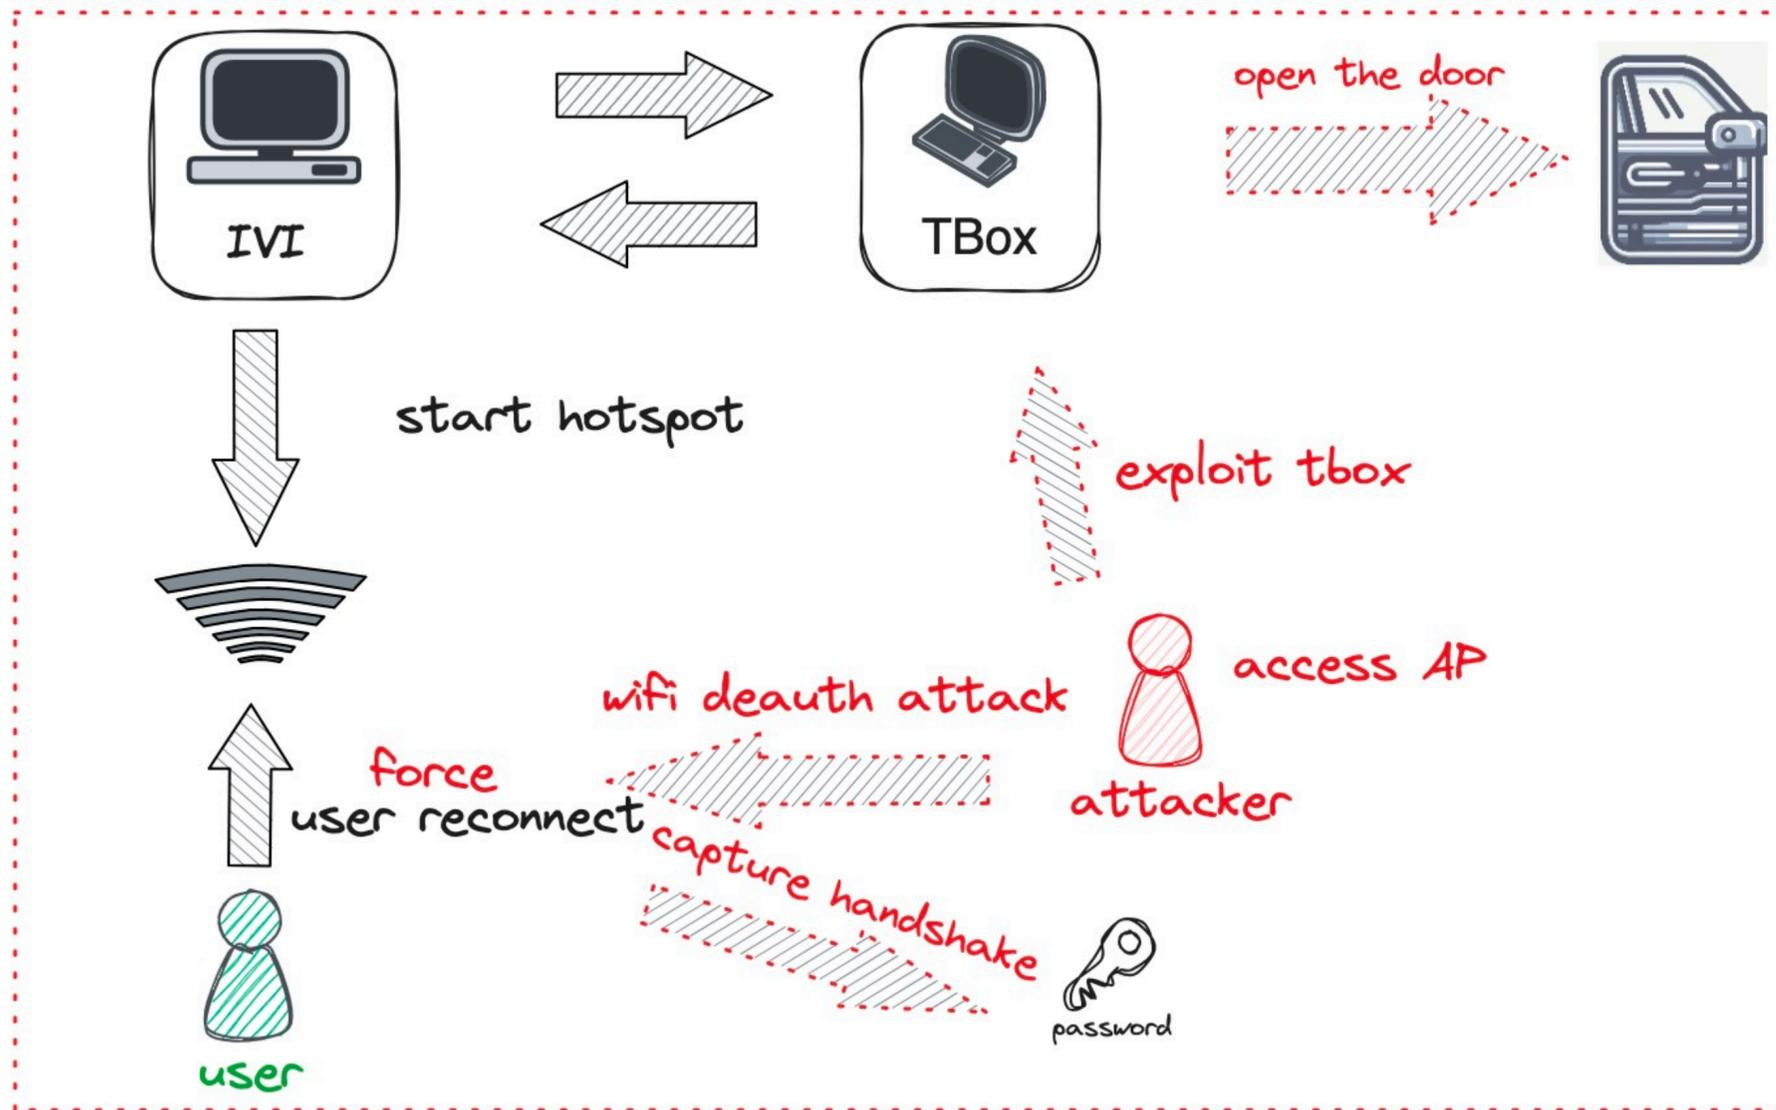 open the door
IVI
TBox
start hotspot
exploit tbox
access AP
wifi deauth attack
force
user reconnect
attacker
capture handshake
password
user